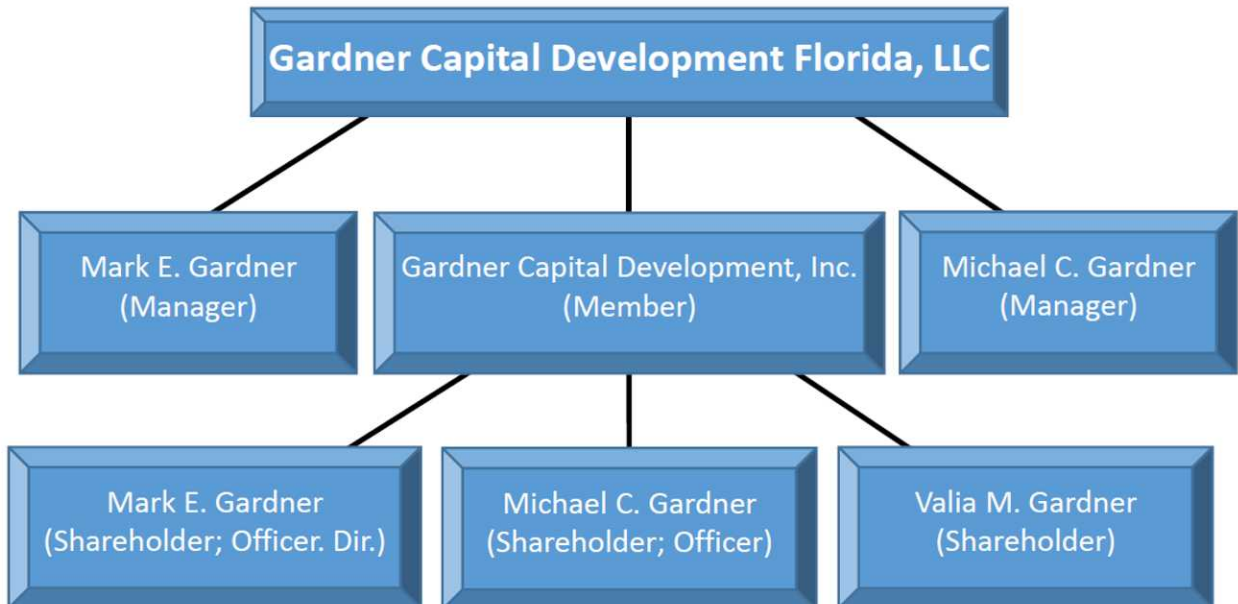 Gardner Capital Development Florida, LLC
Mark E. Gardner
(Manager)
Gardner Capital Development, Inc.
(Member)
Michael C. Gardner
(Manager)
Mark E. Gardner
(Shareholder; Officer. Dir.)
Michael C. Gardner
(Shareholder; Officer)
Valia M. Gardner
(Shareholder)